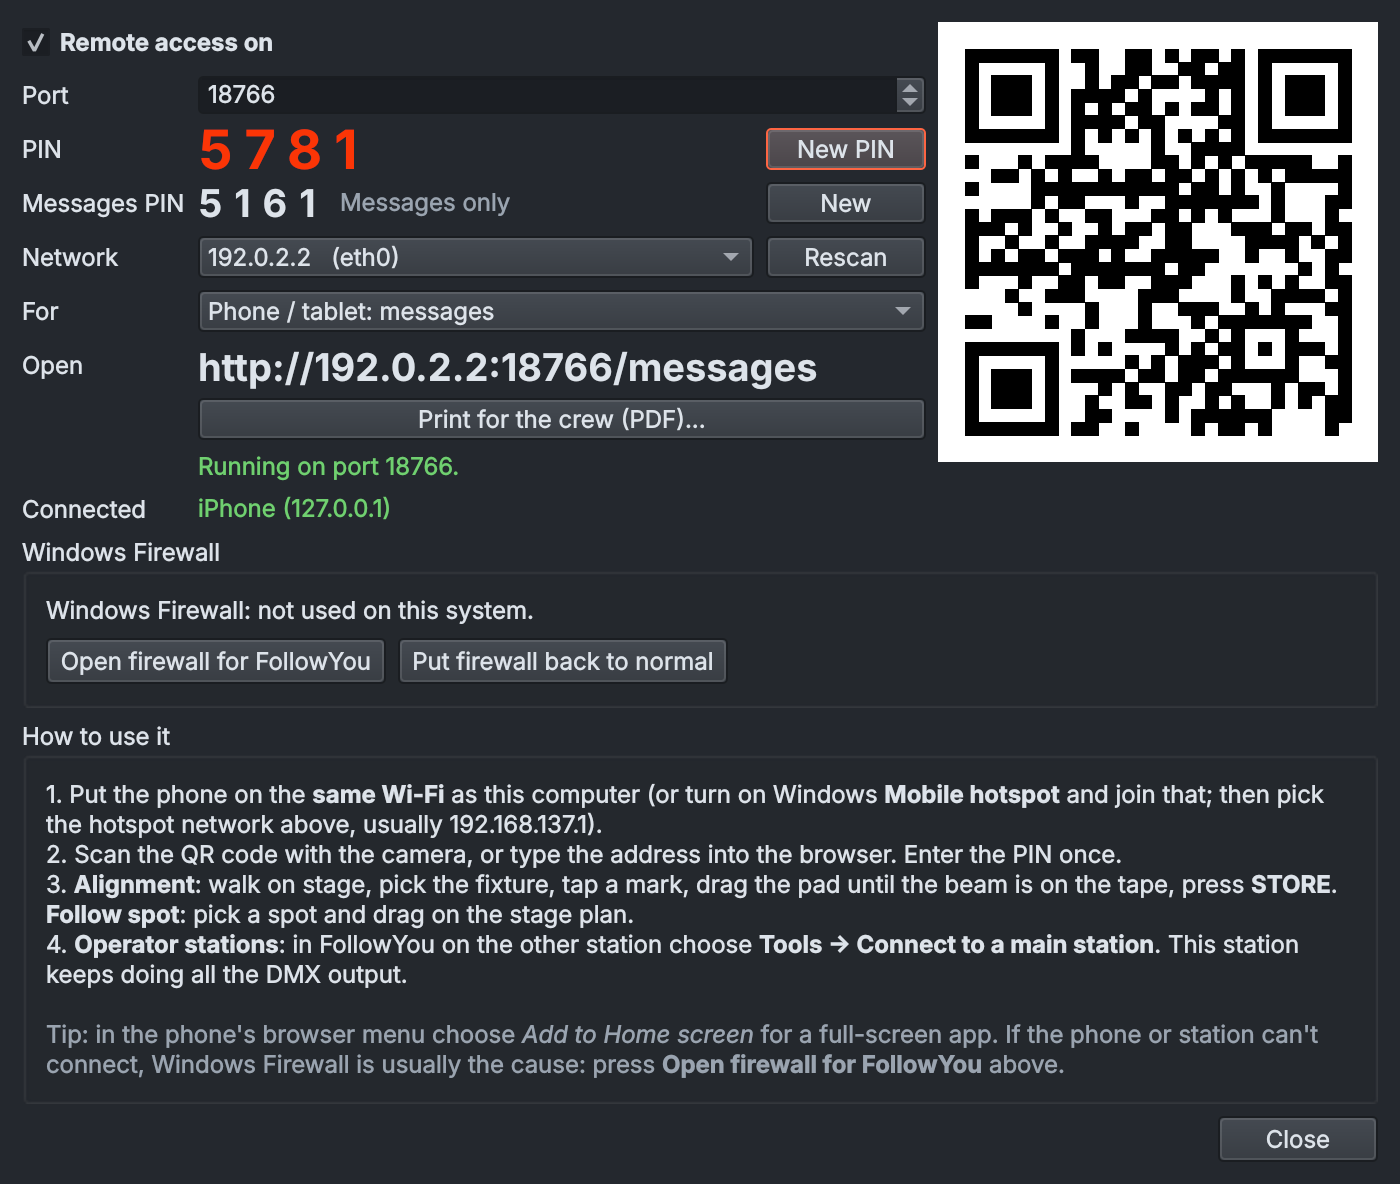 Remote access on
Port 18766
PIN 5 7 8 1 New PIN
Messages PIN 5 1 6 1 Messages only New
Network 192.0.2.2 (eth0) Rescan
For Phone / tablet: messages
Open http://192.0.2.2:18766/messages
Print for the crew (PDF)...
Running on port 18766.
Connected iPhone (127.0.0.1)
Windows Firewall
Windows Firewall: not used on this system.
Open firewall for FollowYou Put firewall back to normal
How to use it
1. Put the phone on the same Wi-Fi as this computer (or turn on Windows Mobile hotspot and join that; then pick
the hotspot network above, usually 192.168.137.1).
2. Scan the QR code with the camera, or type the address into the browser. Enter the PIN once.
3. Alignment: walk on stage, pick the fixture, tap a mark, drag the pad until the beam is on the tape, press STORE.
Follow spot: pick a spot and drag on the stage plan.
4. Operator stations: in FollowYou on the other station choose Tools → Connect to a main station. This station
keeps doing all the DMX output.
Tip: in the phone's browser menu choose Add to Home screen for a full-screen app. If the phone or station can't
connect, Windows Firewall is usually the cause: press Open firewall for FollowYou above.
Close